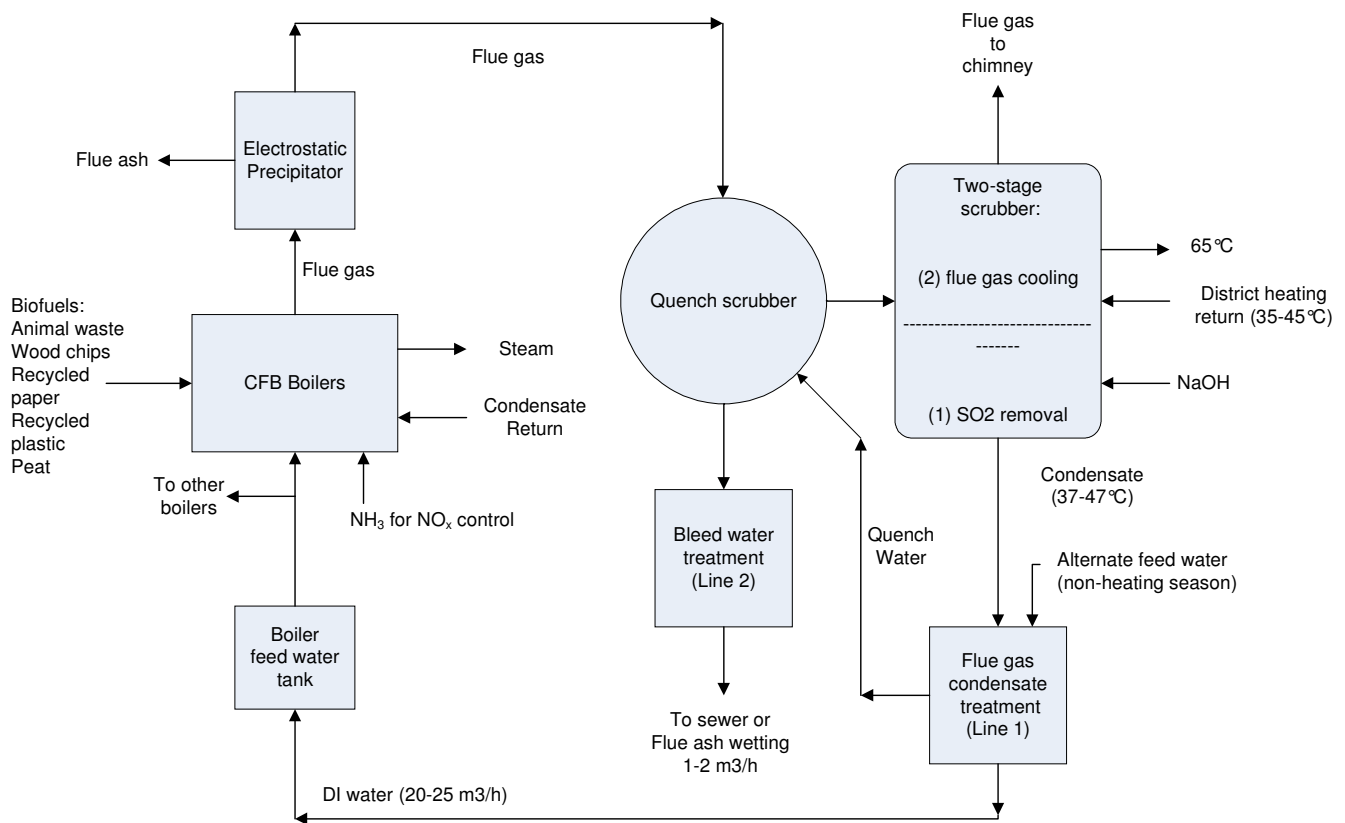 Flue gas
to
chimney
Flue gas
Electrostatic
Precipitator
Flue ash
Two-stage
scrubber:
65°C
(2) flue gas cooling
District heating
return (35-45°C)
Quench scrubber
Flue gas
Biofuels:
Animal waste
Wood chips
Recycled
paper
Recycled
plastic
Peat
CFB Boilers
Steam
Condensate
Return
NaOH
(1) SO2 removal
To other
boilers
NH₃ for NOₓ control
Condensate
(37-47°C)
Bleed water
treatment
(Line 2)
Quench
Water
Alternate feed water
(non-heating season)
Boiler
feed water
tank
Flue gas
condensate
treatment
(Line 1)
To sewer or
Flue ash wetting
1-2 m3/h
DI water (20-25 m3/h)